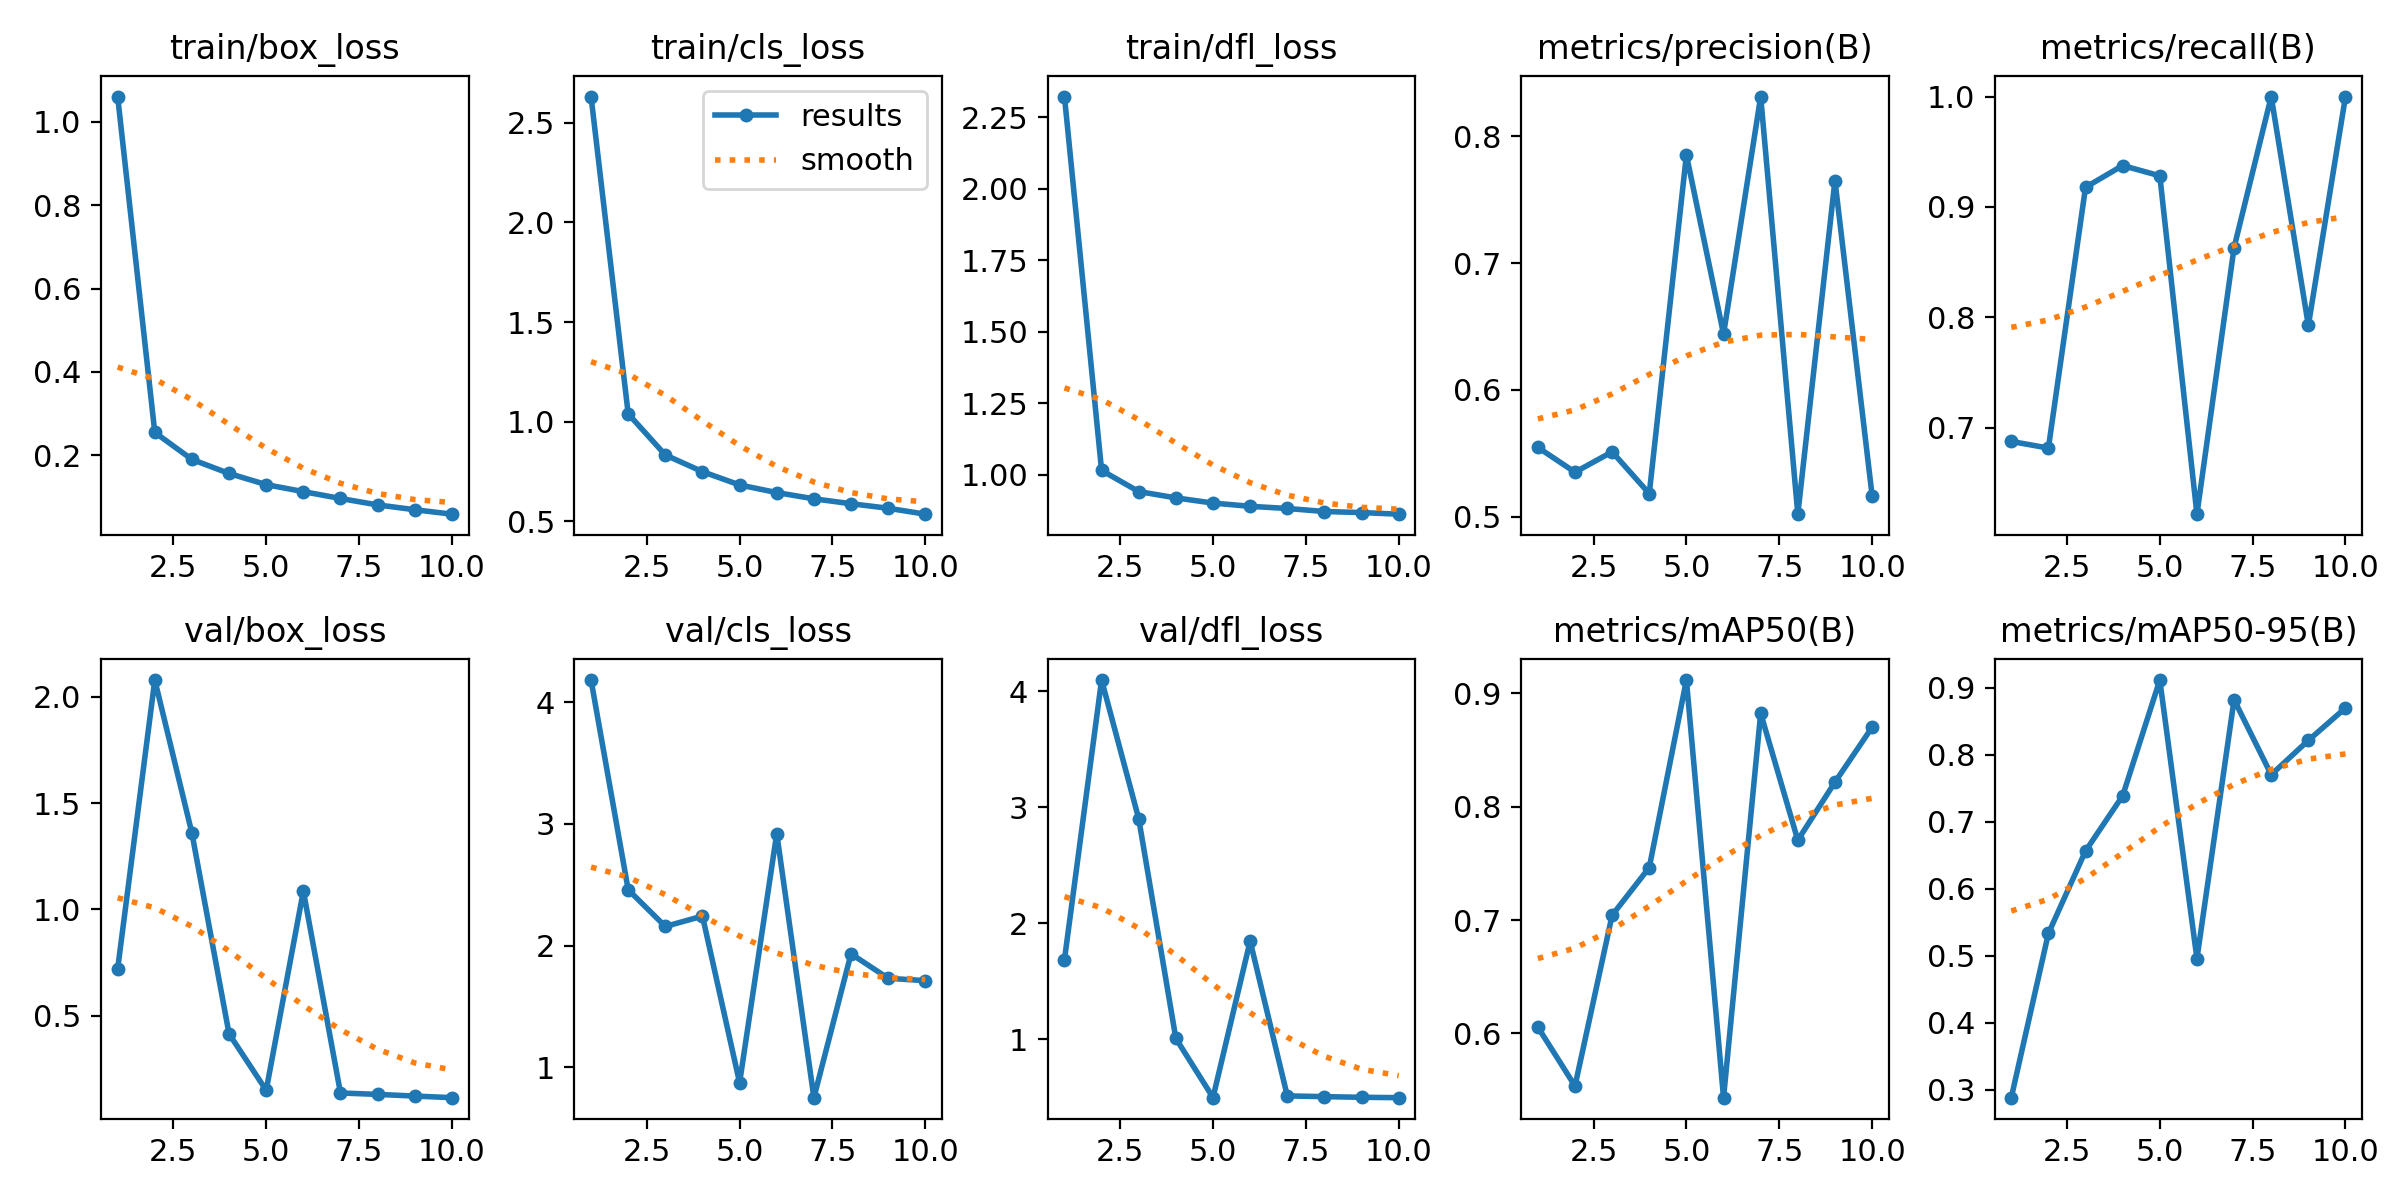 train/box_loss
1.0
0.8
0.6
0.4
0.2
2.5 5.0 7.5 10.0
train/cls_loss
results
smooth
2.5
2.0
1.5
1.0
0.5
2.5 5.0 7.5 10.0
train/dfl_loss
2.25
2.00
1.75
1.50
1.25
1.00
2.5 5.0 7.5 10.0
metrics/precision(B)
0.8
0.7
0.6
0.5
2.5 5.0 7.5 10.0
metrics/recall(B)
1.0
0.9
0.8
0.7
2.5 5.0 7.5 10.0
val/box_loss
2.0
1.5
1.0
0.5
2.5 5.0 7.5 10.0
val/cls_loss
4
3
2
1
2.5 5.0 7.5 10.0
val/dfl_loss
4
3
2
1
2.5 5.0 7.5 10.0
metrics/mAP50(B)
0.9
0.8
0.7
0.6
2.5 5.0 7.5 10.0
metrics/mAP50-95(B)
0.9
0.8
0.7
0.6
0.5
0.4
0.3
2.5 5.0 7.5 10.0